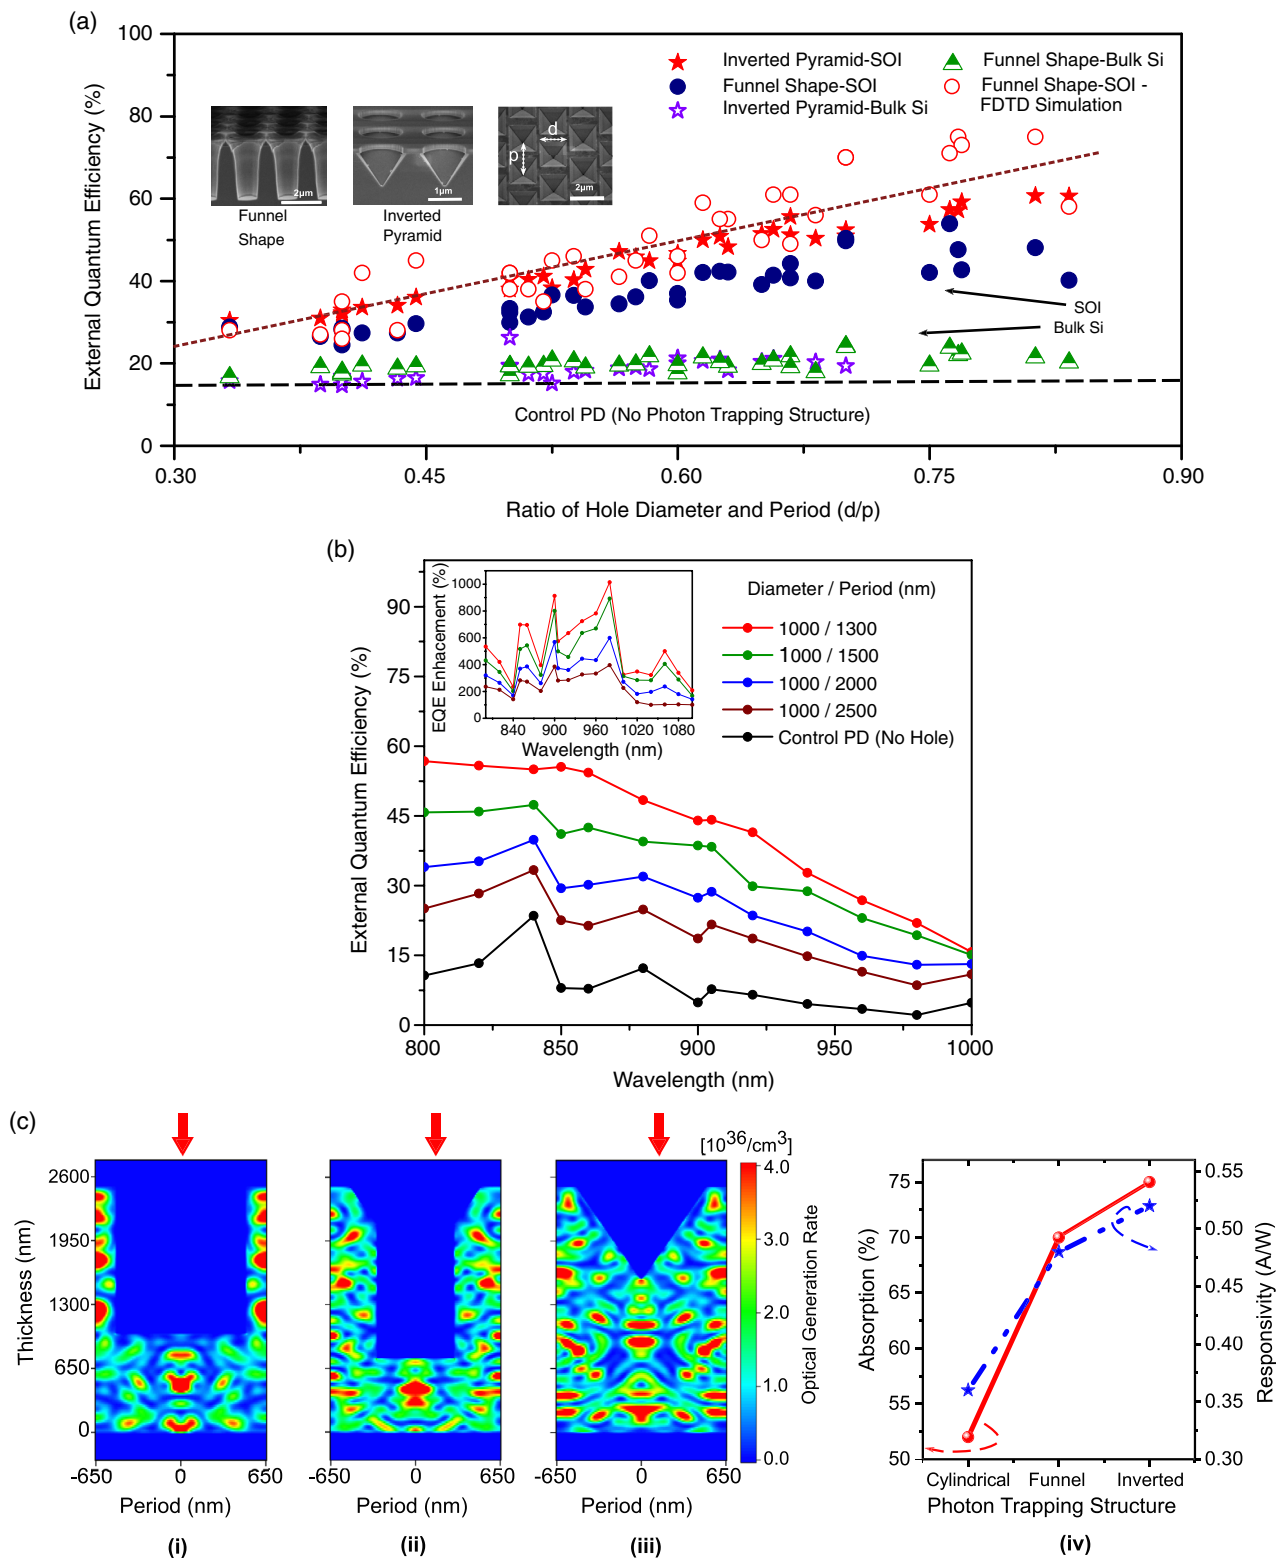 (a)
100
80
60
40
20
0
External Quantum Efficiency (%)
Inverted Pyramid-SOI
Funnel Shape-SOI
Inverted Pyramid-Bulk Si
Funnel Shape-Bulk Si
Funnel Shape-SOI -
FDTD Simulation
2µm
Funnel
Shape
1µm
Inverted
Pyramid
d
p
2µm
SOI
Bulk Si
Control PD (No Photon Trapping Structure)
0.30
0.45
0.60
0.75
0.90
Ratio of Hole Diameter and Period (d/p)
(b)
90
75
60
45
30
15
0
External Quantum Efficiency (%)
1000
800
600
400
200
0
EQE Enhacement (%)
840
900
960
1020
1080
Wavelength (nm)
Diameter / Period (nm)
1000 / 1300
1000 / 1500
1000 / 2000
1000 / 2500
Control PD (No Hole)
800
850
900
950
1000
Wavelength (nm)
(c)
2600
1950
1300
650
0
Thickness (nm)
-650
0
650
Period (nm)
(i)
-650
0
650
Period (nm)
(ii)
-650
0
650
Period (nm)
(iii)
[10^36/cm^3]
4.0
3.0
2.0
1.0
0.0
Optical Generation Rate
75
70
65
60
55
50
Absorption (%)
0.55
0.50
0.45
0.40
0.35
0.30
Responsivity (A/W)
Cylindrical
Funnel
Inverted
Photon Trapping Structure
(iv)